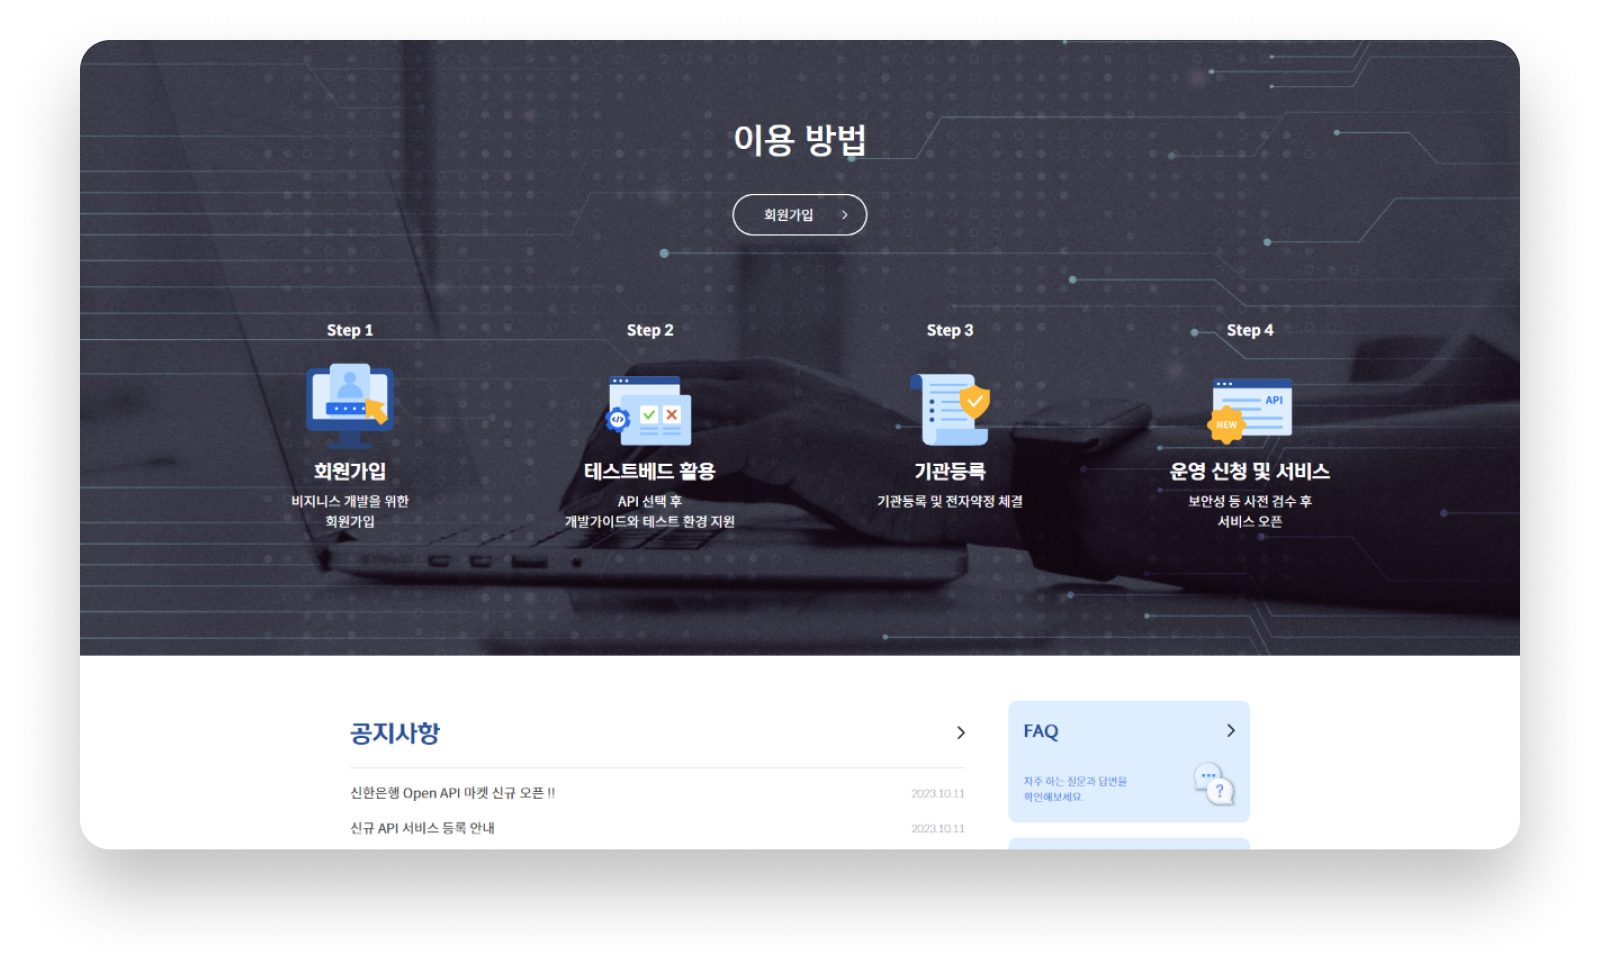 이용 방법
회원가입
Step 1
회원가입
비지니스 개발을 위한
회원가입
Step 2
테스트베드 활용
API 선택 후
개발가이드와 테스트 환경 지원
Step 3
기관등록
기관등록 및 전자약정 체결
Step 4
API
NEW
운영 신청 및 서비스
보안성 등 사전 검수 후
서비스 오픈
공지사항
신한은행 Open API 마켓 신규 오픈 !!
2023.10.11
신규 API 서비스 등록 안내
2023.10.11
FAQ
자주 하는 질문과 답변을
확인해보세요.